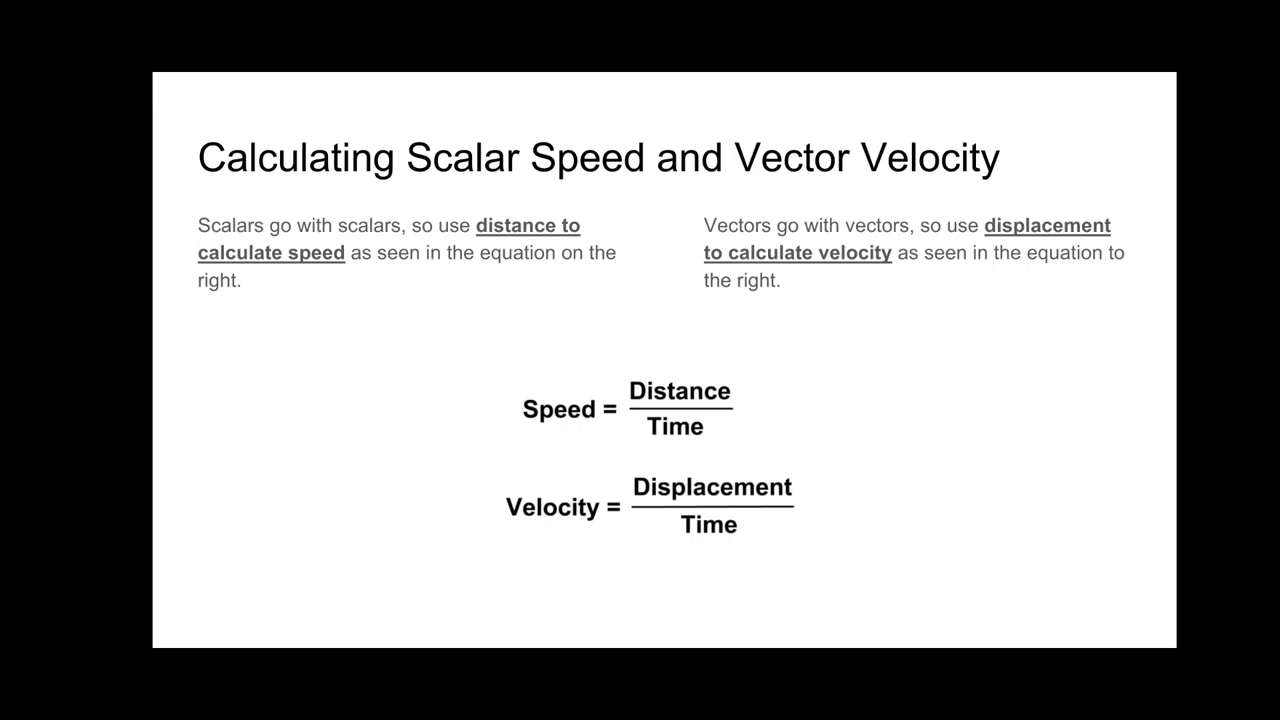 Calculating Scalar Speed and Vector Velocity
Scalars go with scalars, so use distance to
calculate speed as seen in the equation on the
right.
Vectors go with vectors, so use displacement
to calculate velocity as seen in the equation to
the right.
Speed = Distance
Time
Velocity = Displacement
Time